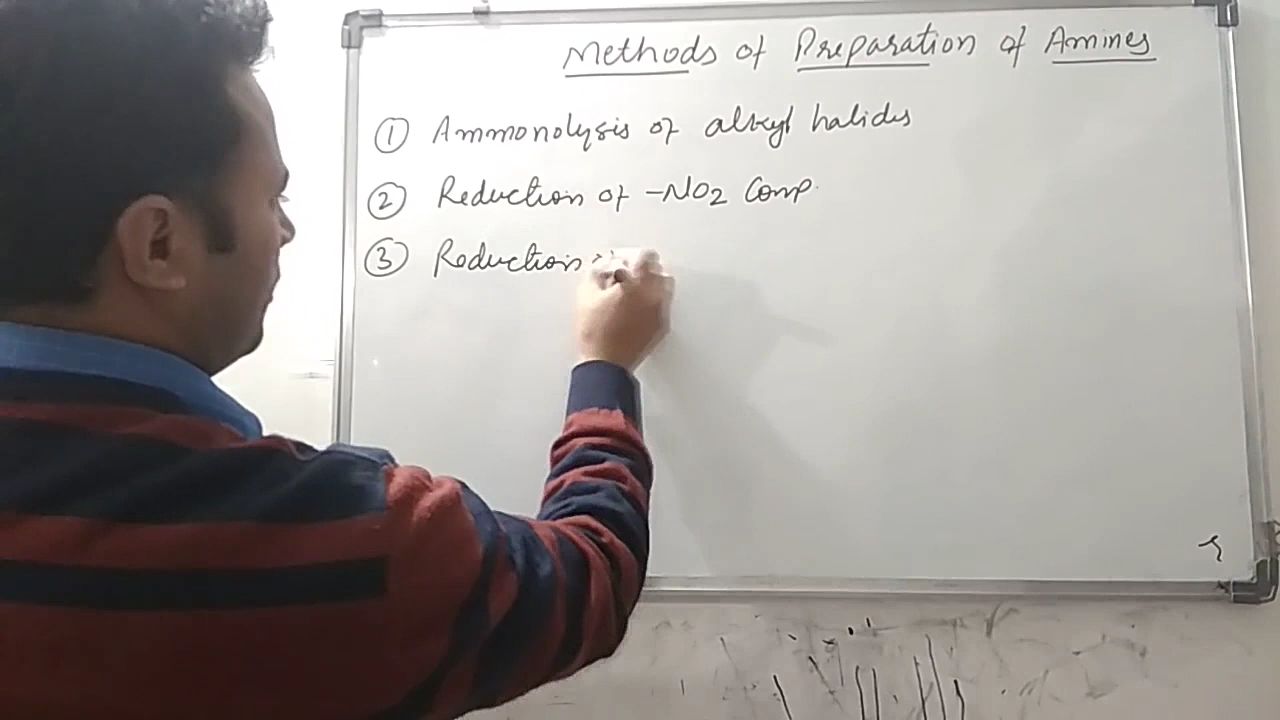 Methods of Preparation of Amines
① Ammonolysis of alkyl halides
② Reduction of -NO2 Comp.
③ Reduction